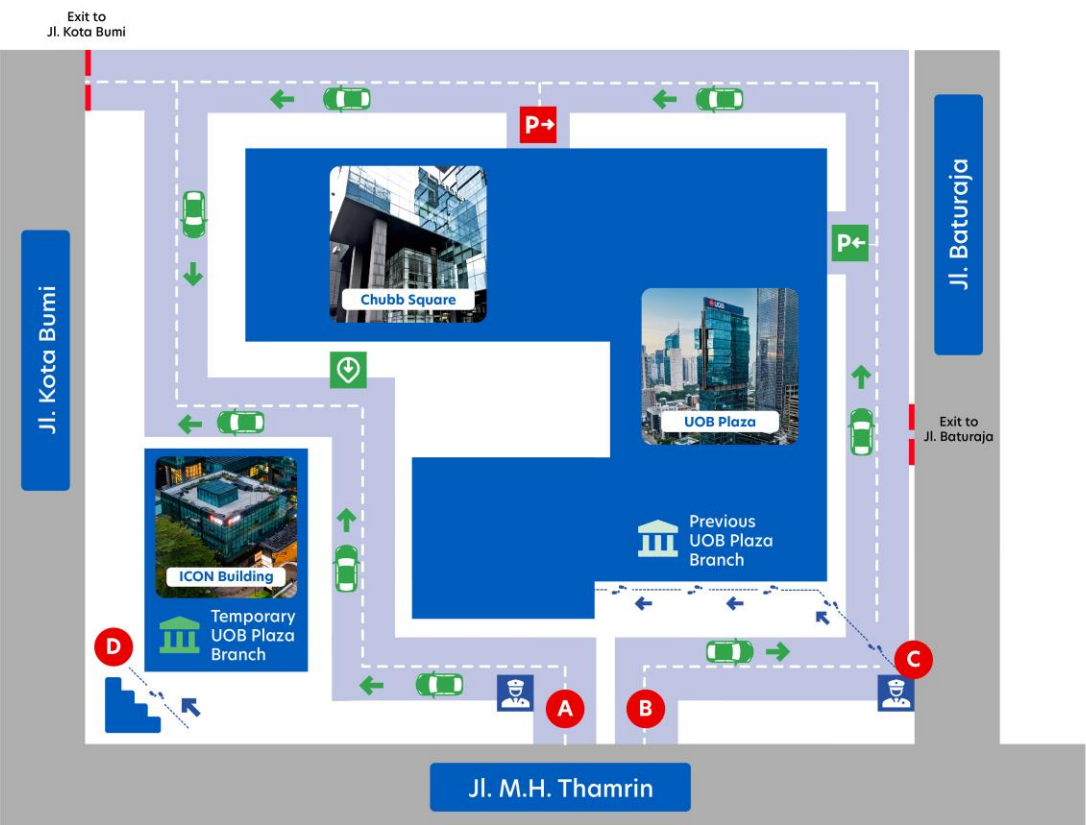 Exit to
Jl. Kota Bumi
P→
Jl. Baturaja
P←
Chubb Square
Jl. Kota Bumi
UOB
UOB Plaza
Exit to
Jl. Baturaja
Previous
UOB Plaza
Branch
ICON Building
Temporary
UOB Plaza
Branch
D
C
A
B
Jl. M.H. Thamrin